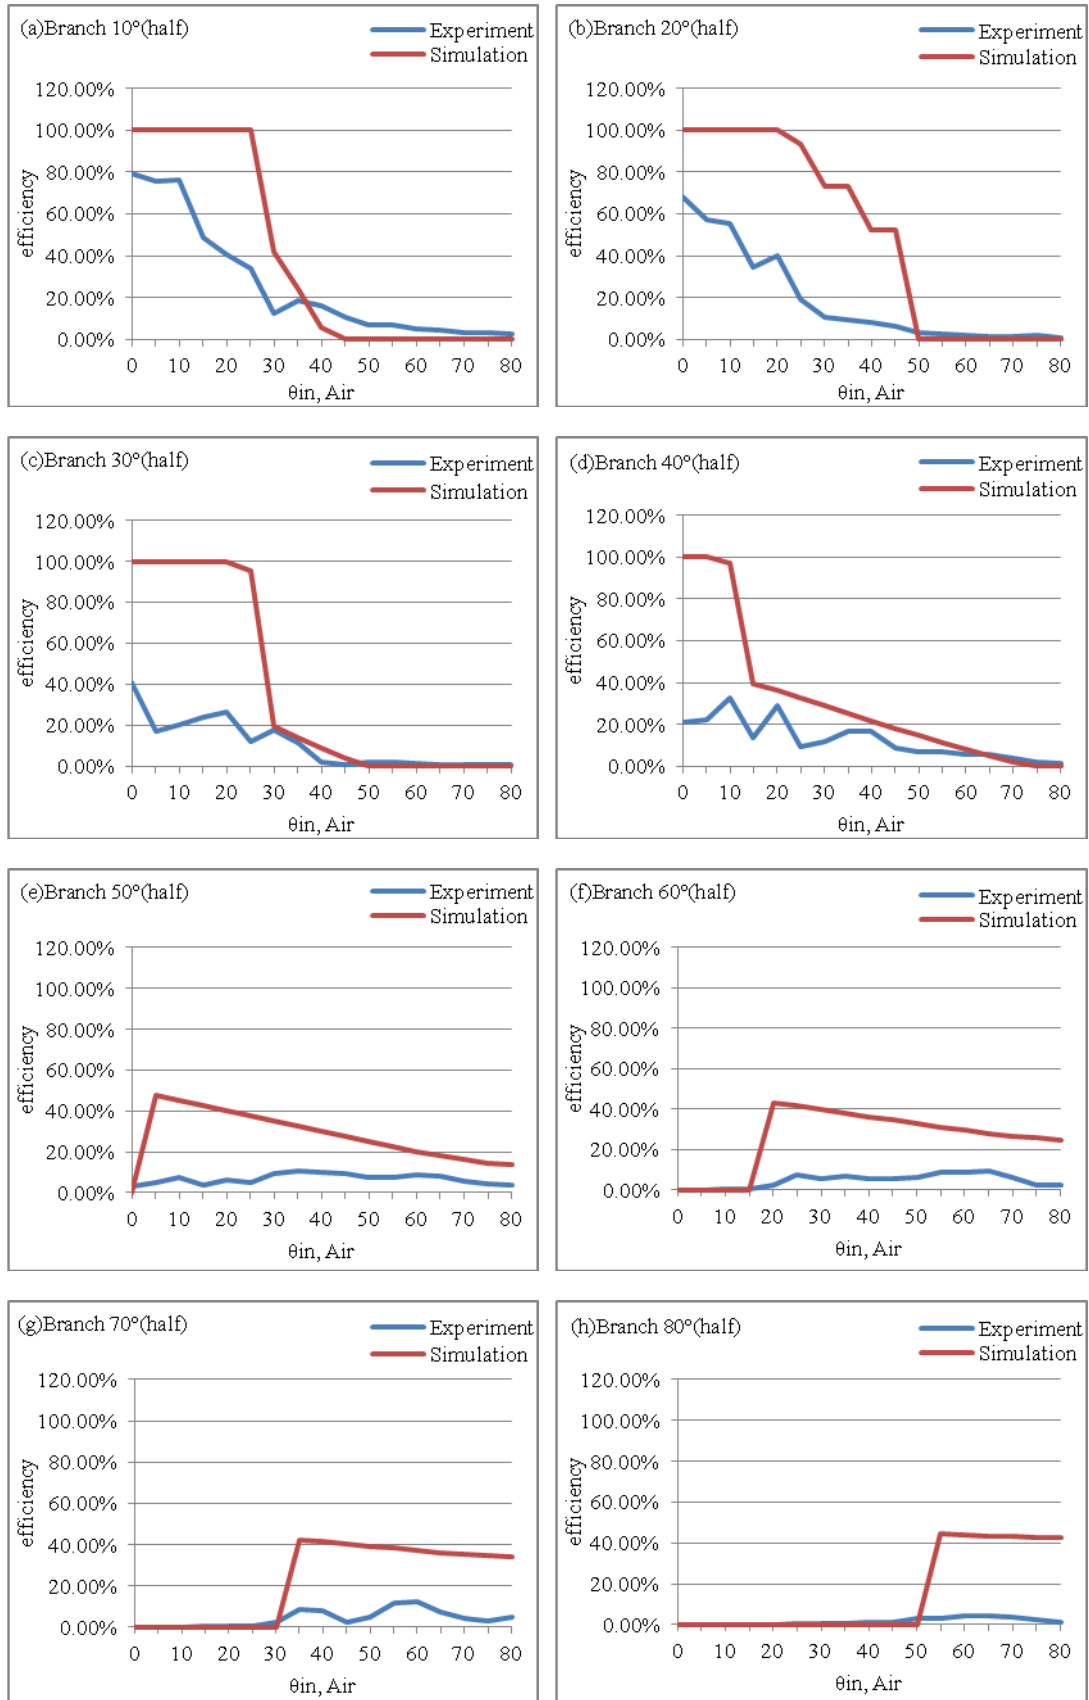 (a)Branch 10°(half)
Experiment
Simulation
120.00%
100.00%
80.00%
60.00%
40.00%
20.00%
0.00%
efficiency
0 10 20 30 40 50 60 70 80
θin, Air
(b)Branch 20°(half)
Experiment
Simulation
120.00%
100.00%
80.00%
60.00%
40.00%
20.00%
0.00%
efficiency
0 10 20 30 40 50 60 70 80
θin, Air
(c)Branch 30°(half)
Experiment
Simulation
120.00%
100.00%
80.00%
60.00%
40.00%
20.00%
0.00%
efficiency
0 10 20 30 40 50 60 70 80
θin, Air
(d)Branch 40°(half)
Experiment
Simulation
120.00%
100.00%
80.00%
60.00%
40.00%
20.00%
0.00%
efficiency
0 10 20 30 40 50 60 70 80
θin, Air
(e)Branch 50°(half)
Experiment
Simulation
120.00%
100.00%
80.00%
60.00%
40.00%
20.00%
0.00%
efficiency
0 10 20 30 40 50 60 70 80
θin, Air
(f)Branch 60°(half)
Experiment
Simulation
120.00%
100.00%
80.00%
60.00%
40.00%
20.00%
0.00%
efficiency
0 10 20 30 40 50 60 70 80
θin, Air
(g)Branch 70°(half)
Experiment
Simulation
120.00%
100.00%
80.00%
60.00%
40.00%
20.00%
0.00%
efficiency
0 10 20 30 40 50 60 70 80
θin, Air
(h)Branch 80°(half)
Experiment
Simulation
120.00%
100.00%
80.00%
60.00%
40.00%
20.00%
0.00%
efficiency
0 10 20 30 40 50 60 70 80
θin, Air